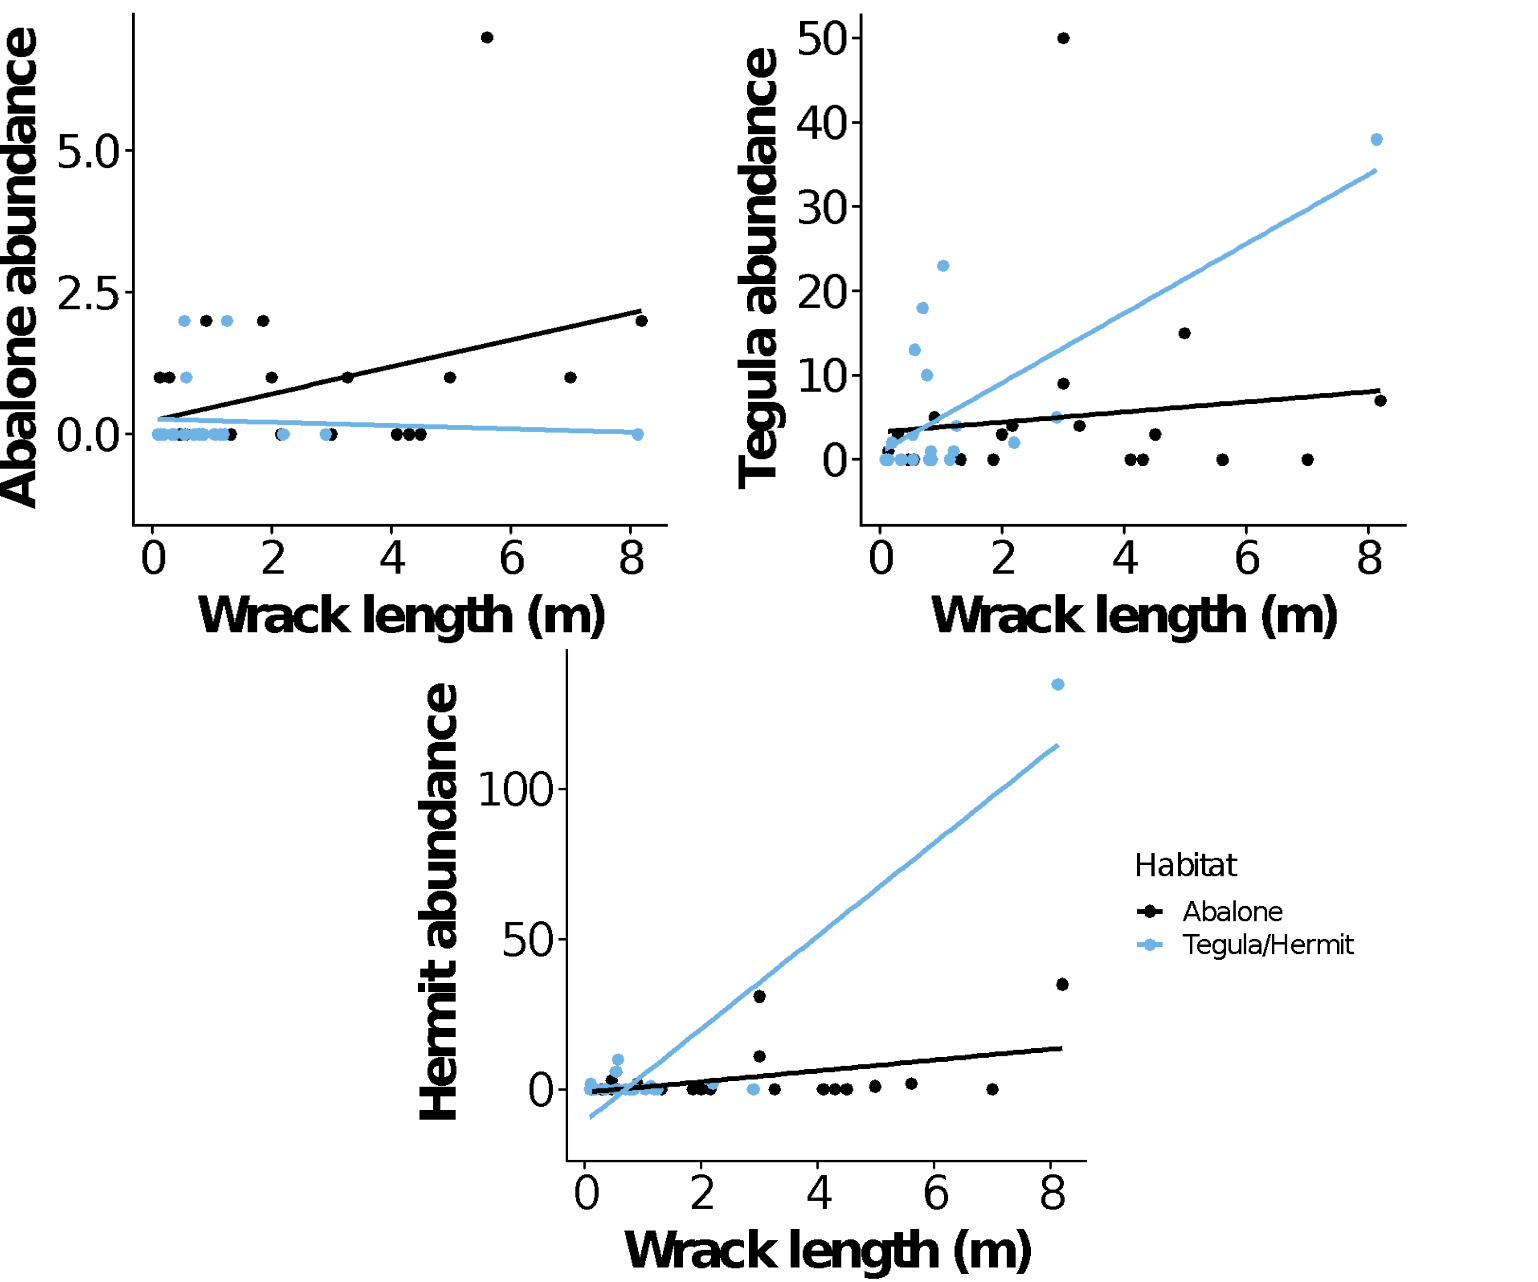 Abalone abundance
5.0
2.5
0.0
0 2 4 6 8
Wrack length (m)
Tegula abundance
50
40
30
20
10
0
0 2 4 6 8
Wrack length (m)
Hermit abundance
100
50
0
0 2 4 6 8
Wrack length (m)
Habitat
Abalone
Tegula/Hermit